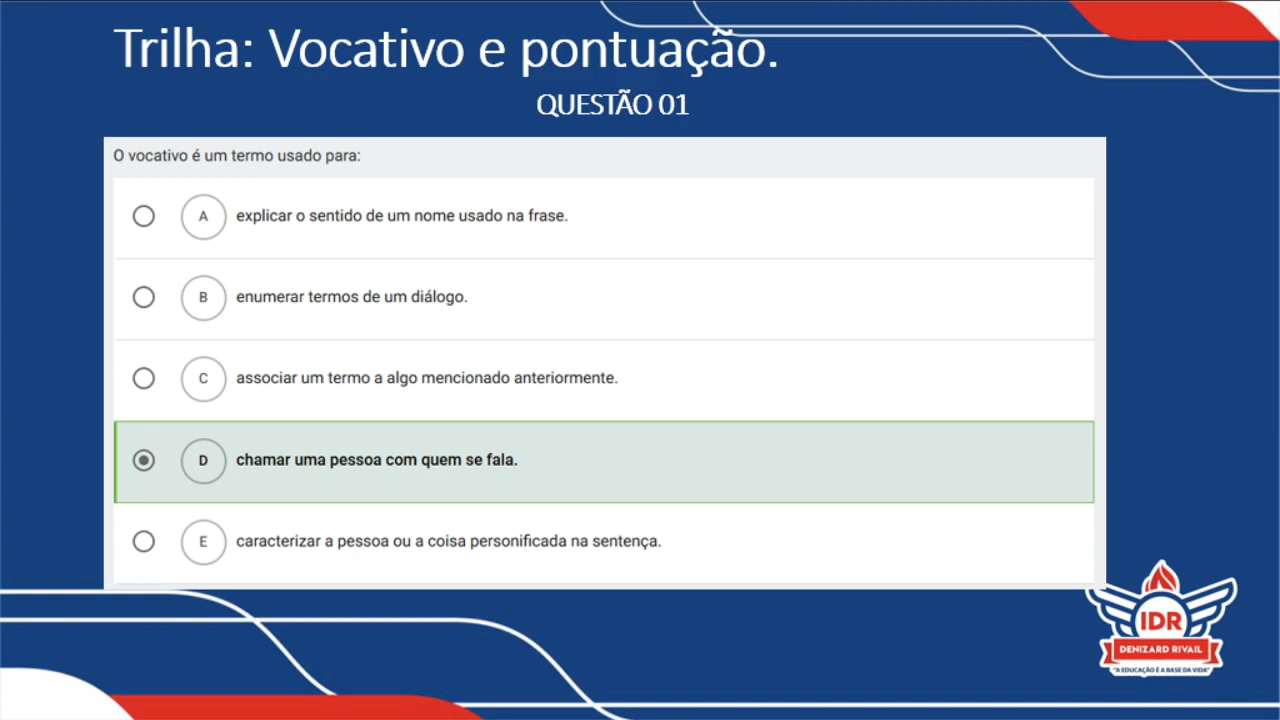 Trilha: Vocativo e pontuação.
QUESTÃO 01
O vocativo é um termo usado para:
A explicar o sentido de um nome usado na frase.
B enumerar termos de um diálogo.
C associar um termo a algo mencionado anteriormente.
D chamar uma pessoa com quem se fala.
E caracterizar a pessoa ou a coisa personificada na sentença.
IDR
DENIZARD RIVAIL
"A EDUCAÇÃO É A BASE DA VIDA"